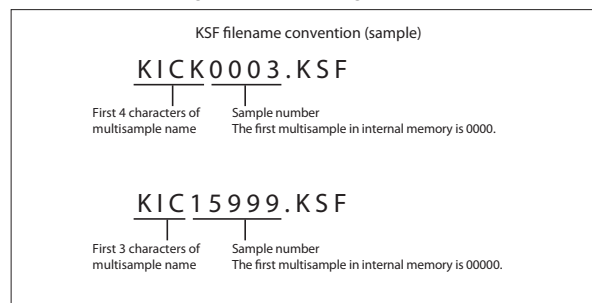 KSF filename convention (sample)
KICK0003.KSF
First 4 characters of
multisample name
Sample number
The first multisample in internal memory is 0000.
KIC15999.KSF
First 3 characters of
multisample name
Sample number
The first multisample in internal memory is 00000.